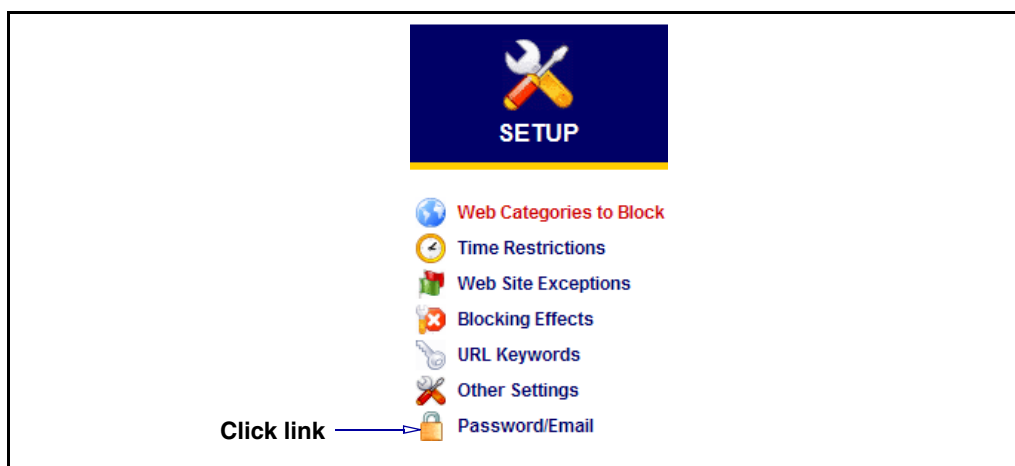 SETUP
Web Categories to Block
Time Restrictions
Web Site Exceptions
Blocking Effects
URL Keywords
Other Settings
Click link
Password/Email